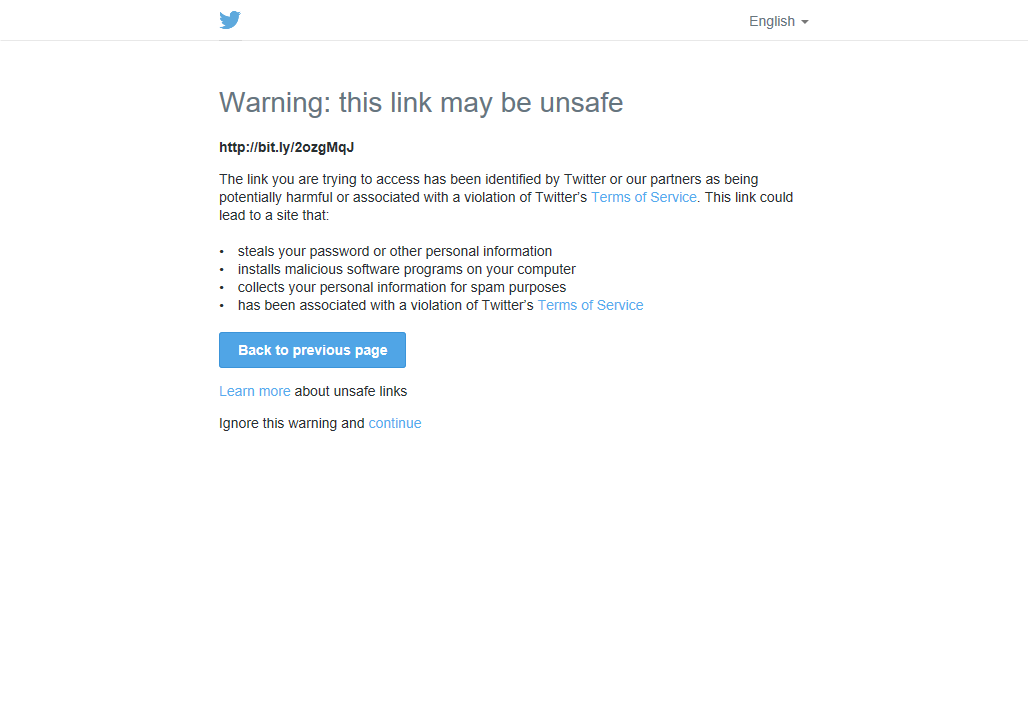 English
Warning: this link may be unsafe
http://bit.ly/2ozgMqJ
The link you are trying to access has been identified by Twitter or our partners as being
potentially harmful or associated with a violation of Twitter’s Terms of Service. This link could
lead to a site that:
• steals your password or other personal information
• installs malicious software programs on your computer
• collects your personal information for spam purposes
• has been associated with a violation of Twitter’s Terms of Service
Back to previous page
Learn more about unsafe links
Ignore this warning and continue